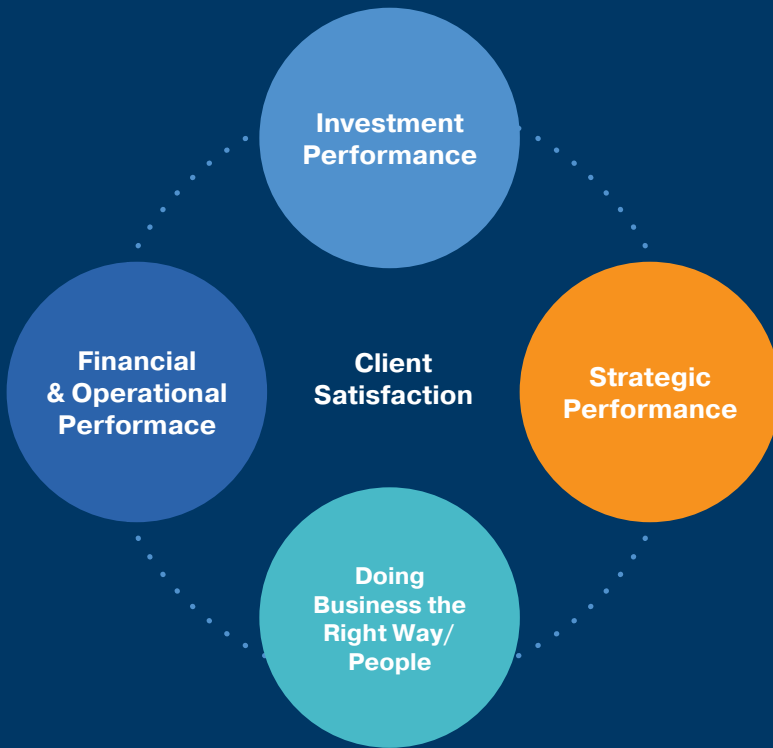 Investment
Performance
Financial
& Operational
Performace
Client
Satisfaction
Strategic
Performance
Doing
Business the
Right Way/
People